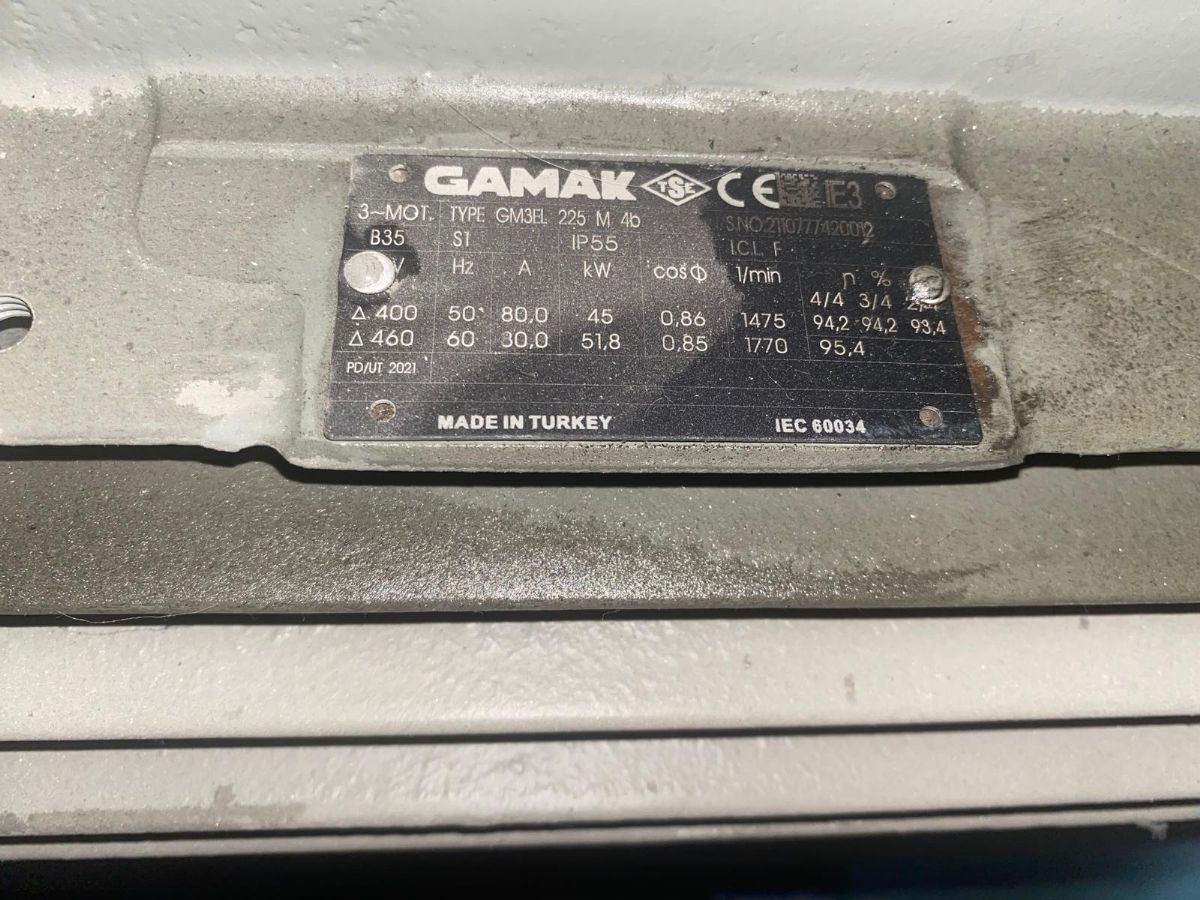 GAMAK TSE CE IE3
3~MOT. TYPE GM3EL 225 M 4b S.NO:2110777420012
B35 S1 IP55 I.C.L. F
V Hz A kW cosϕ 1/min η %
4/4 3/4 2/4
Δ 400 50 80,0 45 0,86 1475 94,2 94,2 93,4
Δ 460 60 30,0 51,8 0,85 1770 95,4
PD/UT 2021
MADE IN TURKEY IEC 60034